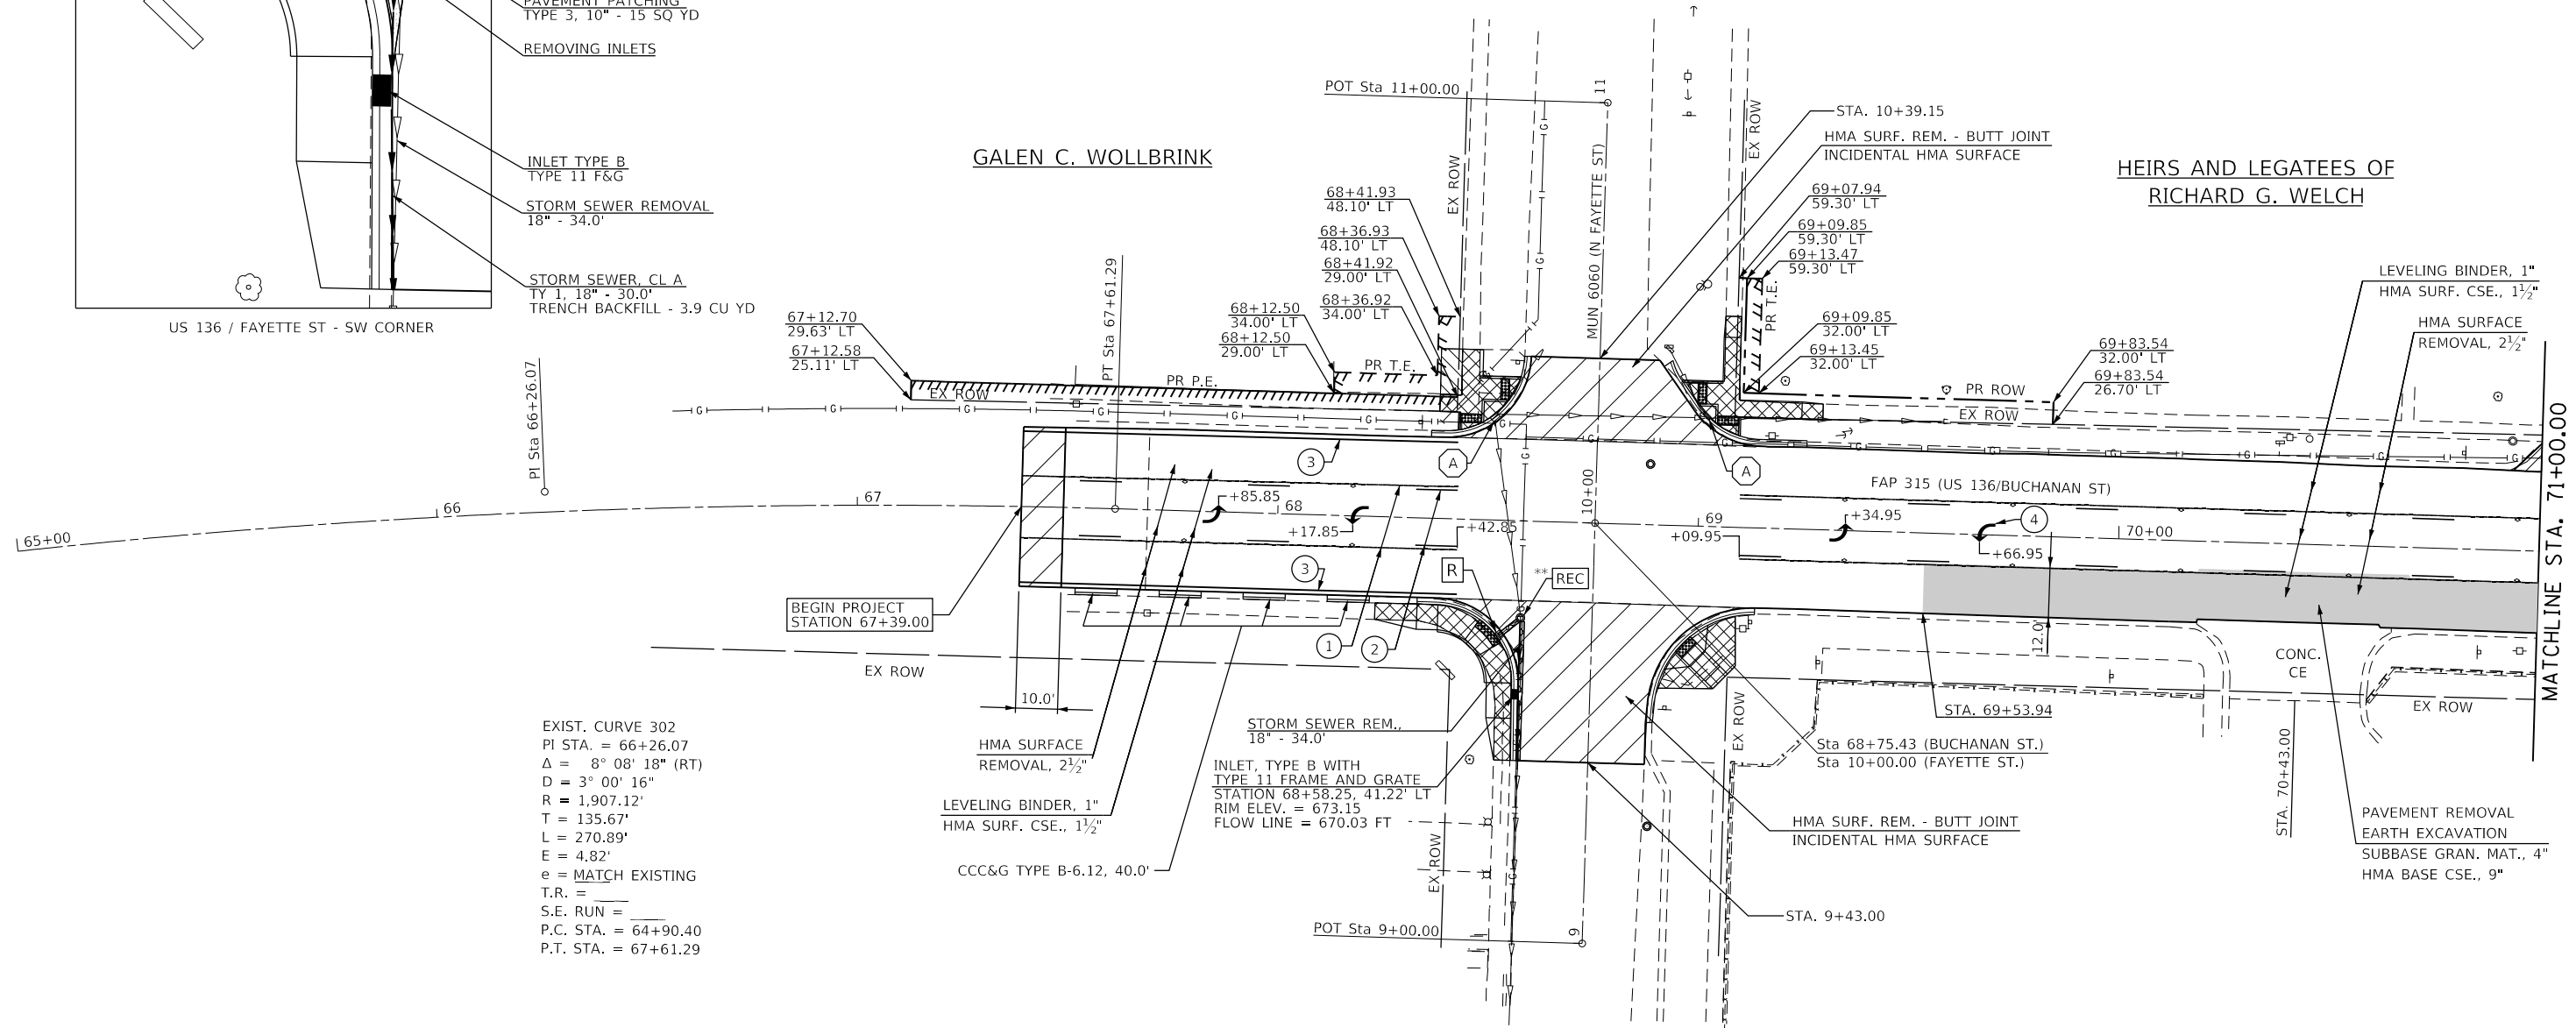 PAVEMENT PATCHING
TYPE 3, 10" - 15 SQ YD
REMOVING INLETS
INLET TYPE B
TYPE 11 F&G
STORM SEWER REMOVAL
18" - 34.0'
STORM SEWER, CL A
TY 1, 18" - 30.0'
TRENCH BACKFILL - 3.9 CU YD
US 136 / FAYETTE ST - SW CORNER
GALEN C. WOLLBRINK
HEIRS AND LEGATEES OF
RICHARD G. WELCH
POT Sta 11+00.00
11
MUN 6060 (N FAYETTE ST)
EX ROW
EX ROW
STA. 10+39.15
HMA SURF. REM. - BUTT JOINT
INCIDENTAL HMA SURFACE
68+41.93
48.10' LT
68+36.93
48.10' LT
68+41.92
29.00' LT
68+36.92
34.00' LT
68+12.50
34.00' LT
68+12.50
29.00' LT
67+12.70
29.63' LT
67+12.58
25.11' LT
69+07.94
59.30' LT
69+09.85
59.30' LT
69+13.47
59.30' LT
69+09.85
32.00' LT
69+13.45
32.00' LT
69+83.54
32.00' LT
69+83.54
26.70' LT
PR T.E.
LEVELING BINDER, 1"
HMA SURF. CSE., 1½"
HMA SURFACE
REMOVAL, 2½"
PI Sta 66+26.07
PT Sta 67+61.29
PR P.E.
PR T.E.
EX ROW
PR ROW
EX ROW
G G G G G G G
G G G G G G G G
G
G
G
G
G
G
3
A
A
FAP 315 (US 136/BUCHANAN ST)
65+00
66
67
68
10+00
69
70+00
+85.85
+17.85
+42.85
+09.95
+34.95
+66.95
4
3
R
** REC
1
2
12.0'
MATCHLINE STA. 71+00.00
BEGIN PROJECT
STATION 67+39.00
EX ROW
10.0'
CONC.
CE
STA. 69+53.94
EX ROW
STA. 70+43.00
EXIST. CURVE 302
PI STA. = 66+26.07
Δ = 8° 08' 18" (RT)
D = 3° 00' 16"
R = 1,907.12'
T = 135.67'
L = 270.89'
E = 4.82'
e = MATCH EXISTING
T.R. = ____
S.E. RUN = ____
P.C. STA. = 64+90.40
P.T. STA. = 67+61.29
HMA SURFACE
REMOVAL, 2½"
LEVELING BINDER, 1"
HMA SURF. CSE., 1½"
CCC&G TYPE B-6.12, 40.0'
STORM SEWER REM.,
18" - 34.0'
INLET, TYPE B WITH
TYPE 11 FRAME AND GRATE
STATION 68+58.25, 41.22' LT
RIM ELEV. = 673.15
FLOW LINE = 670.03 FT
EX ROW
EX ROW
Sta 68+75.43 (BUCHANAN ST.)
Sta 10+00.00 (FAYETTE ST.)
HMA SURF. REM. - BUTT JOINT
INCIDENTAL HMA SURFACE
STA. 9+43.00
POT Sta 9+00.00
9
PAVEMENT REMOVAL
EARTH EXCAVATION
SUBBASE GRAN. MAT., 4"
HMA BASE CSE., 9"